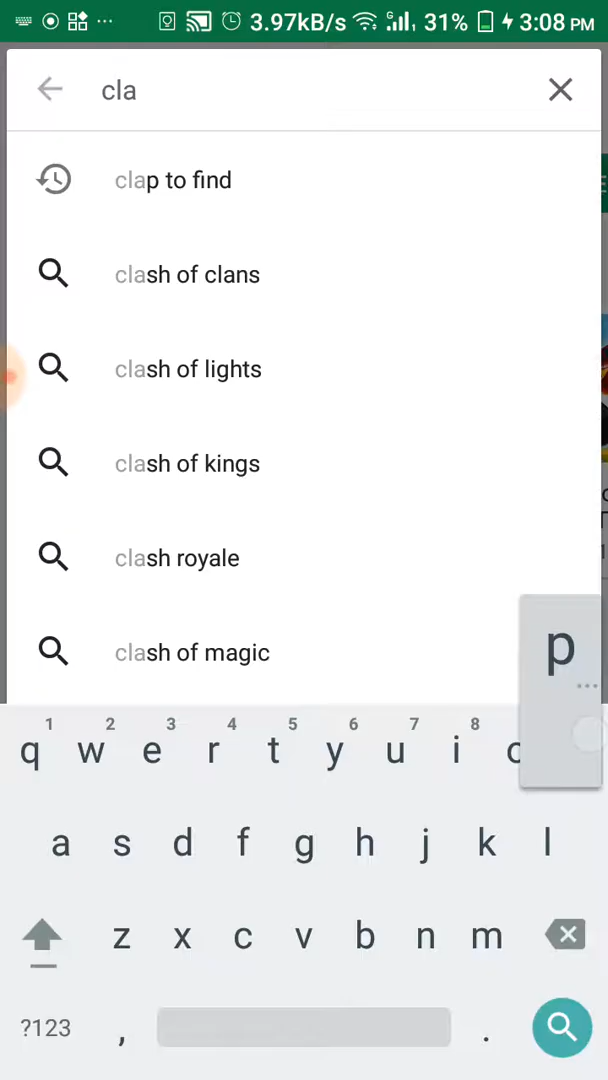 3.97kB/s G 31% 3:08 PM
cla
clap to find
clash of clans
clash of lights
clash of kings
clash royale
clash of magic
p
1 2 3 4 5 6 7 8
q w e r t y u i
a s d f g h j k l
z x c v b n m
?123 , .